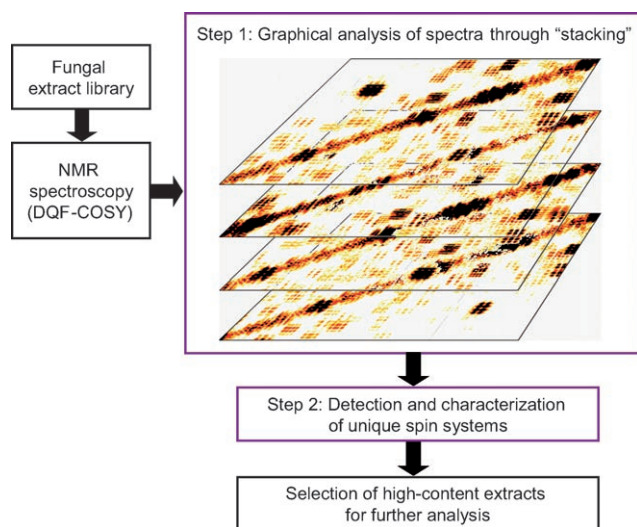 Step 1: Graphical analysis of spectra through “stacking”
Fungal
extract library
NMR
spectroscopy
(DQF-COSY)
Step 2: Detection and characterization
of unique spin systems
Selection of high-content extracts
for further analysis